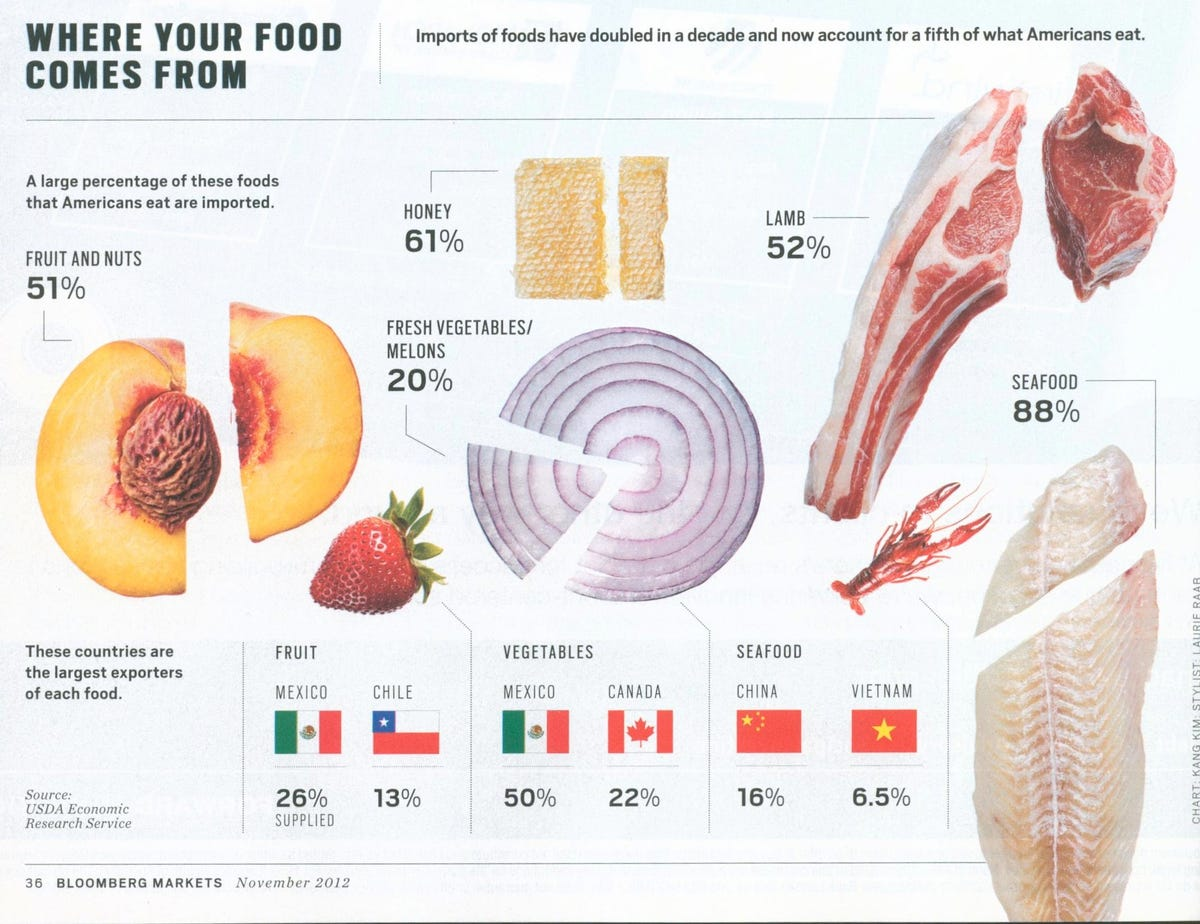 WHERE YOUR FOOD
COMES FROM
Imports of foods have doubled in a decade and now account for a fifth of what Americans eat.
A large percentage of these foods
that Americans eat are imported.
FRUIT AND NUTS
51%
HONEY
61%
FRESH VEGETABLES/
MELONS
20%
LAMB
52%
SEAFOOD
88%
These countries are
the largest exporters
of each food.
FRUIT
MEXICO
CHILE
26%
SUPPLIED
13%
VEGETABLES
MEXICO
CANADA
50%
22%
SEAFOOD
CHINA
VIETNAM
16%
6.5%
Source:
USDA Economic
Research Service
CHART: KANG KIM; STYLIST: LAURIE RAAB
36 BLOOMBERG MARKETS November 2012